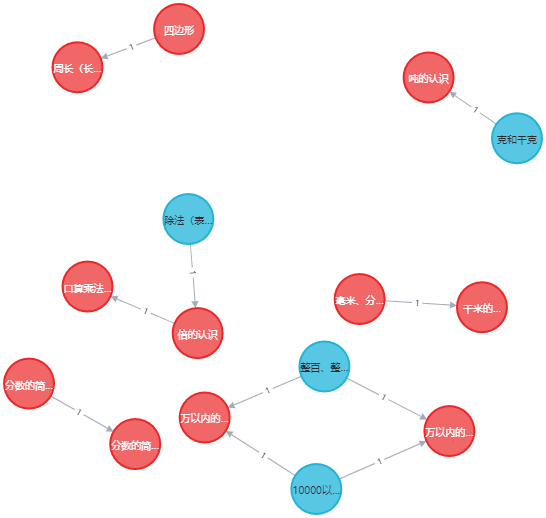 四边形
周长（长...
1
吨的认识
1
克和千克
除法（表...
1
口算乘法...
1
倍的认识
毫米、分...
1
千米的...
整百、整...
分数的简...
1
1
1
万以内的...
万以内的...
分数的简...
1
1
10000以...